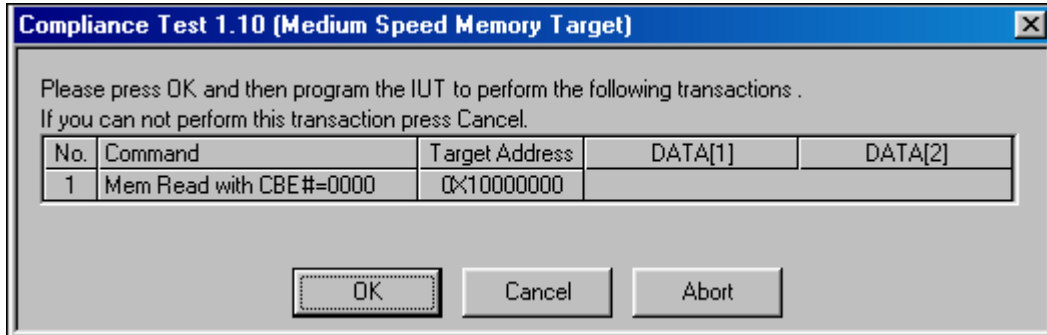 Compliance Test 1.10 (Medium Speed Memory Target)
Please press OK and then program the IUT to perform the following transactions .
If you can not perform this transaction press Cancel.
No. Command Target Address DATA[1] DATA[2]
1 Mem Read with CBE#=0000 0X10000000
OK Cancel Abort